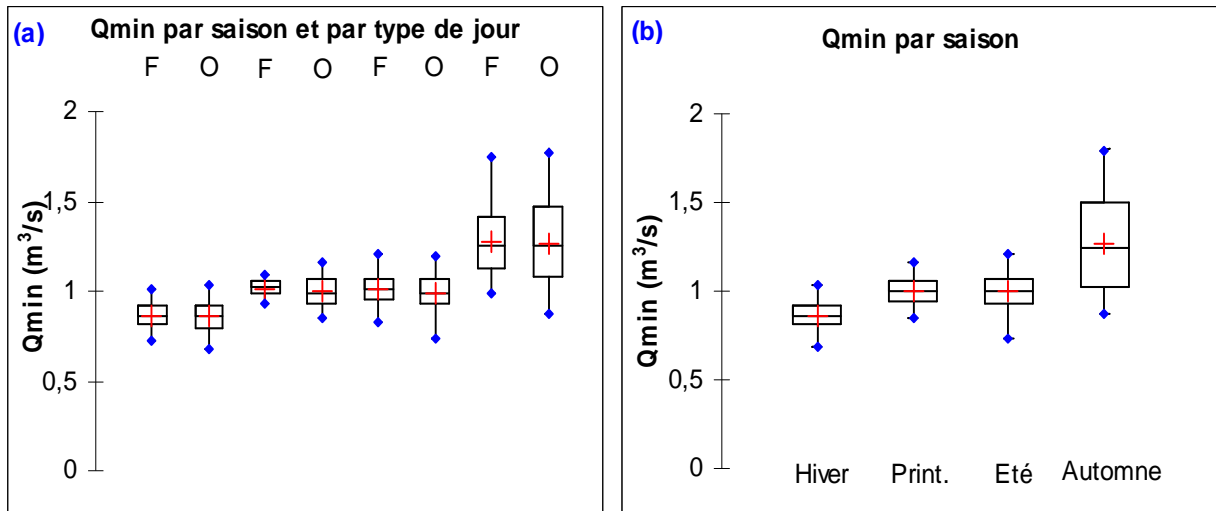 (a) Qmin par saison et par type de jour
F O F O F O F O
2
1,5
1
0,5
0
Qmin (m³/s)
(b) Qmin par saison
2
1,5
1
0,5
0
Qmin (m³/s)
Hiver Print. Eté Automne